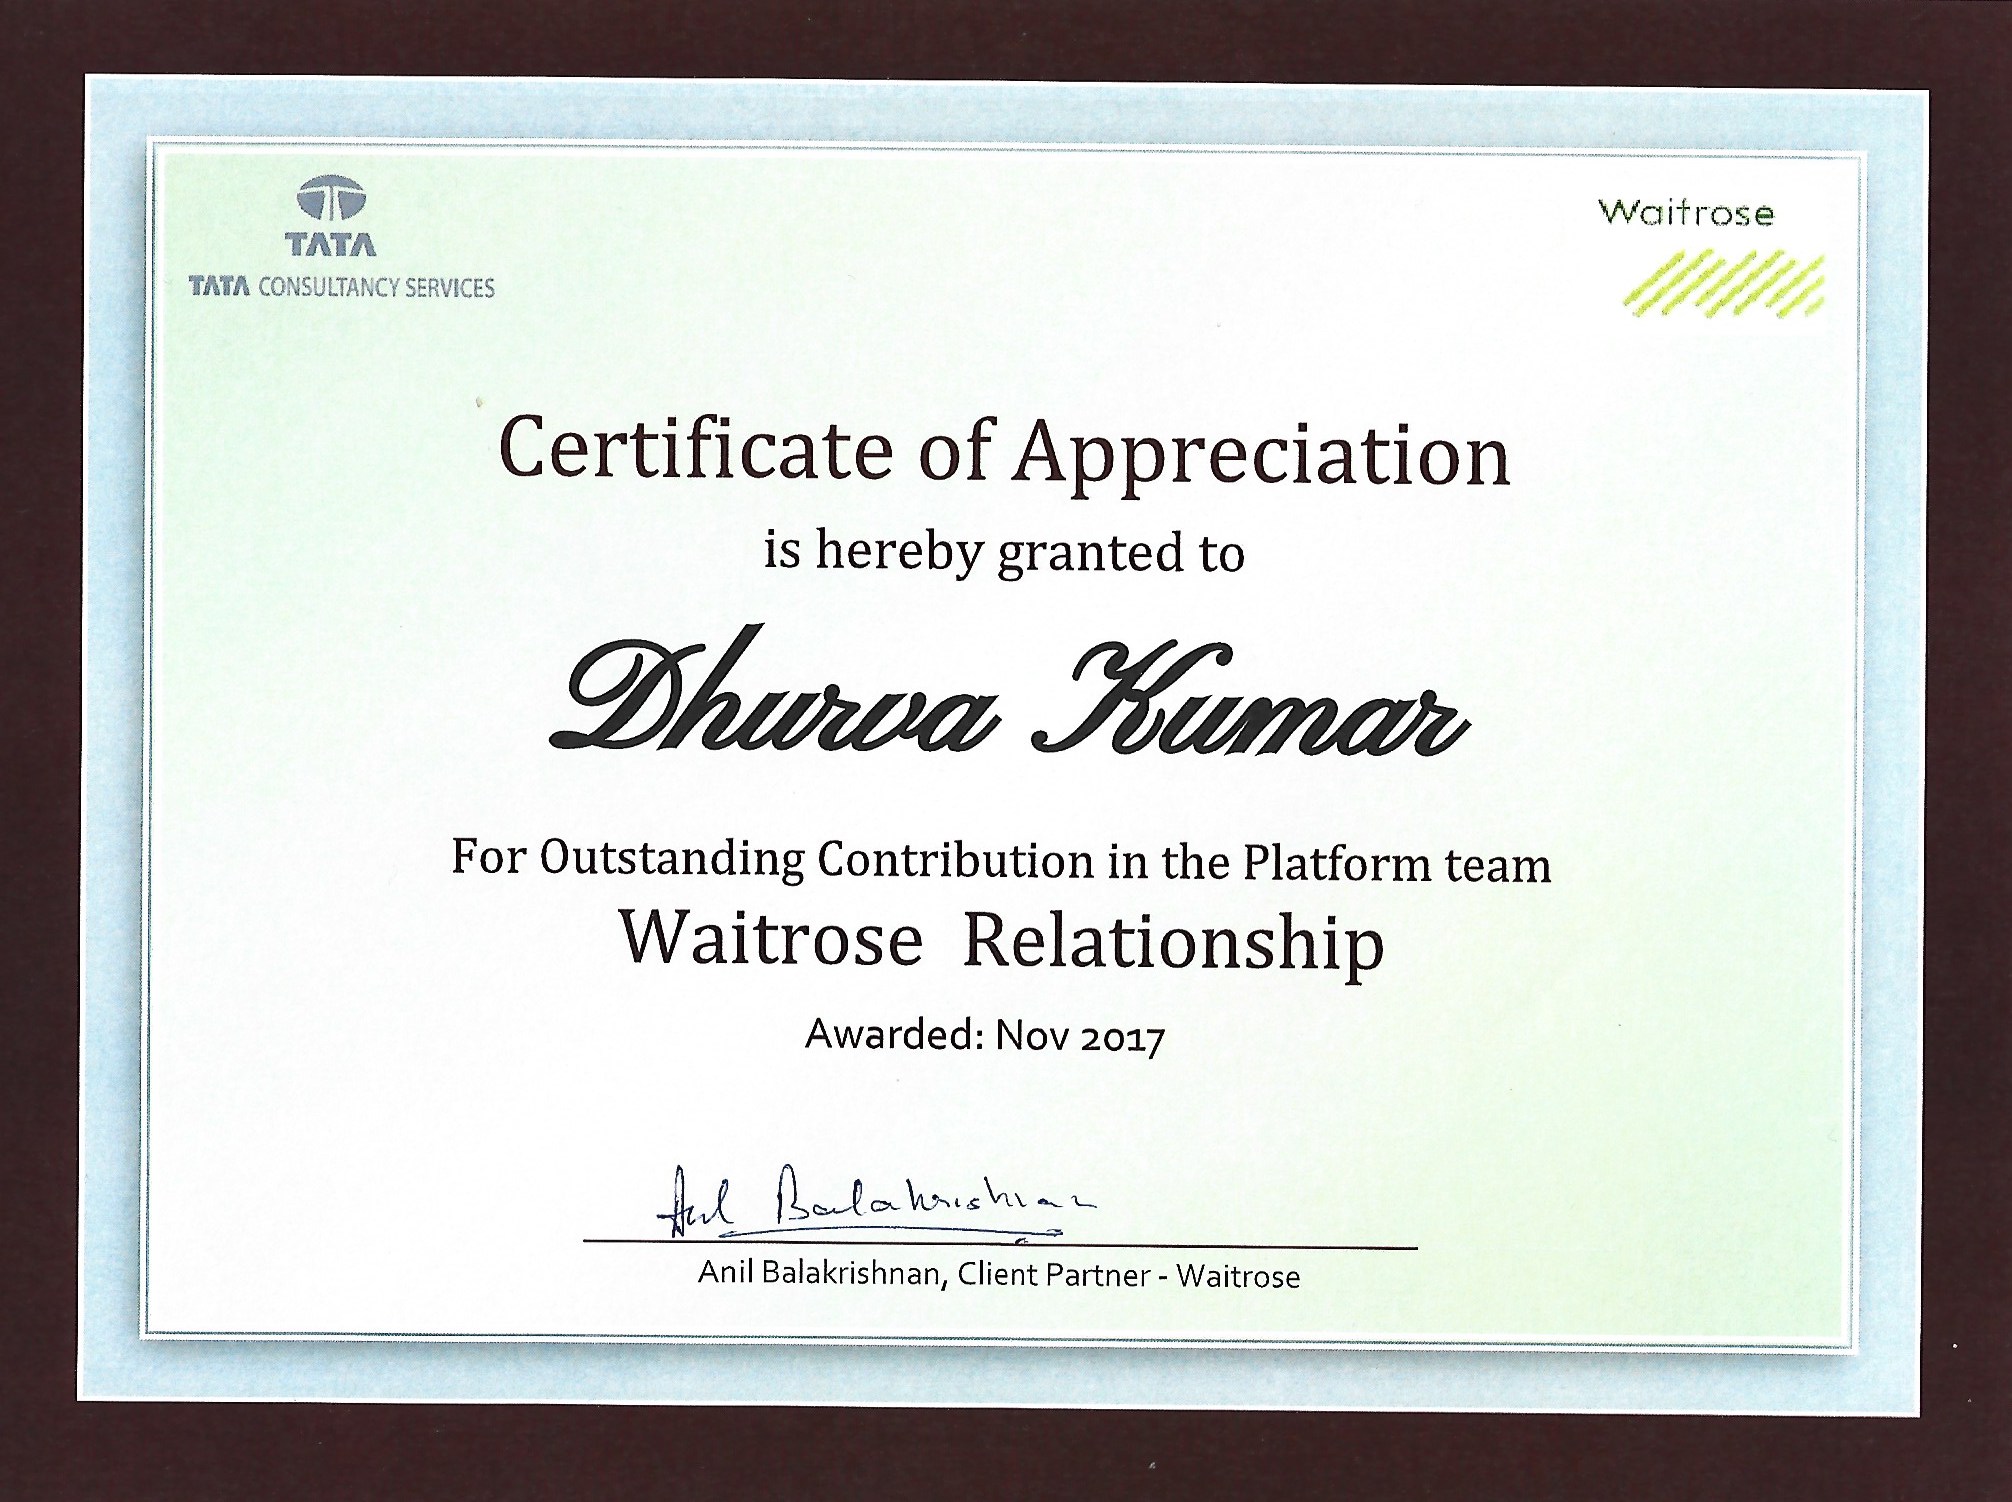 TATA
TATA CONSULTANCY SERVICES
Waitrose
Certificate of Appreciation
is hereby granted to
Dhurva Kumar
For Outstanding Contribution in the Platform team
Waitrose Relationship
Awarded: Nov 2017
Anil Balakrishnan
Anil Balakrishnan, Client Partner - Waitrose